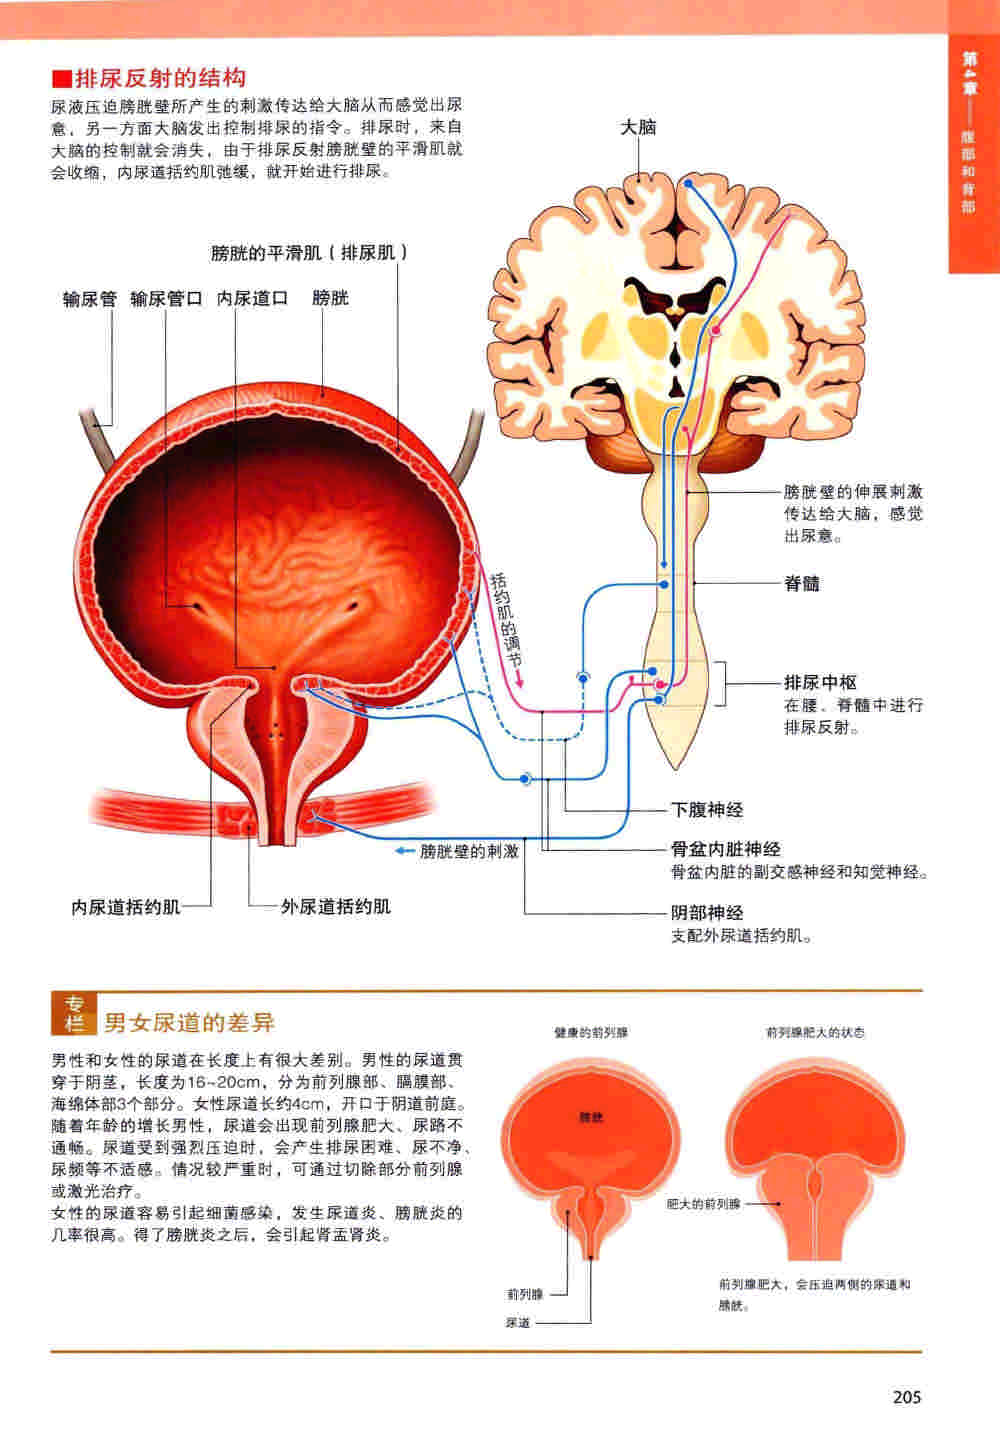 第4章——腹部和背部
■排尿反射的结构
尿液压迫膀胱壁所产生的刺激传达给大脑从而感觉出尿
意，另一方面大脑发出控制排尿的指令。排尿时，来自
大脑的控制就会消失，由于排尿反射膀胱壁的平滑肌就
会收缩，内尿道括约肌弛缓，就开始进行排尿。
大脑
膀胱的平滑肌（排尿肌）
输尿管 输尿管口 内尿道口 膀胱
膀胱壁的伸展刺激
传达给大脑，感觉
出尿意。
括约肌的调节
脊髓
排尿中枢
在腰、脊髓中进行
排尿反射。
下腹神经
膀胱壁的刺激
骨盆内脏神经
骨盆内脏的副交感神经和知觉神经。
内尿道括约肌
外尿道括约肌
阴部神经
支配外尿道括约肌。
专栏
男女尿道的差异
男性和女性的尿道在长度上有很大差别。男性的尿道贯
穿于阴茎，长度为16~20cm，分为前列腺部、膈膜部、
海绵体部3个部分。女性尿道长约4cm，开口于阴道前庭。
随着年龄的增长男性，尿道会出现前列腺肥大、尿路不
通畅。尿道受到强烈压迫时，会产生排尿困难、尿不净、
尿频等不适感。情况较严重时，可通过切除部分前列腺
或激光治疗。
女性的尿道容易引起细菌感染，发生尿道炎、膀胱炎的
几率很高。得了膀胱炎之后，会引起肾盂肾炎。
健康的前列腺
膀胱
前列腺
尿道
前列腺肥大的状态
肥大的前列腺
前列腺肥大，会压迫两侧的尿道和
膀胱。
205